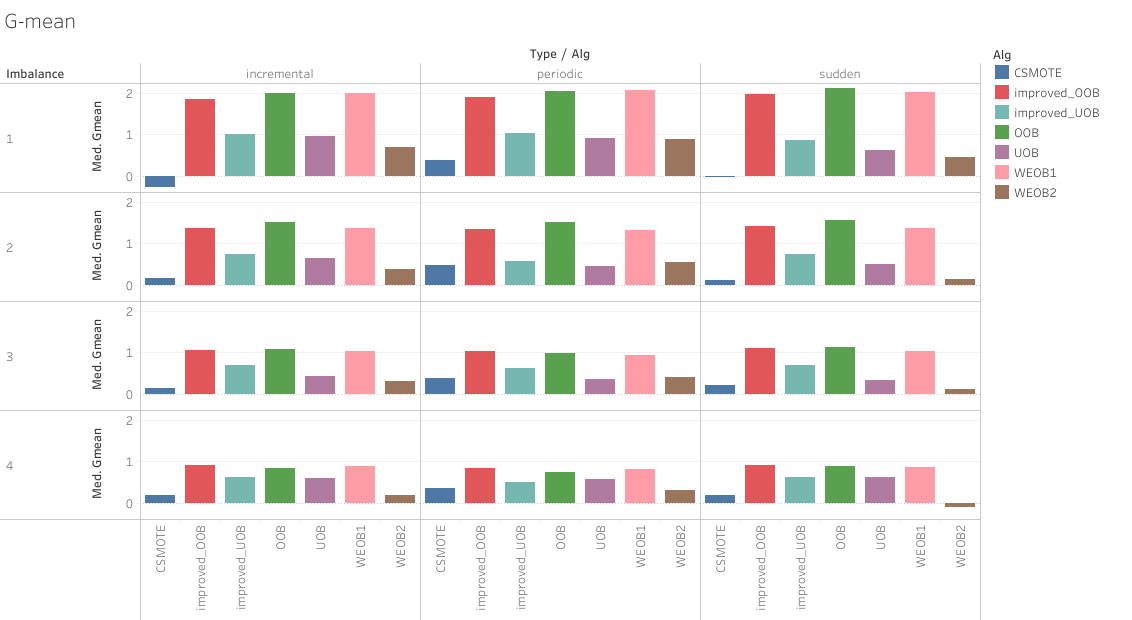 G-mean
Type / Alg
Imbalance
incremental
periodic
sudden
1
Med. Gmean
2
1
0
2
Med. Gmean
2
1
0
3
Med. Gmean
2
1
0
4
Med. Gmean
2
1
0
CSMOTE
improved_OOB
improved_UOB
OOB
UOB
WEOB1
WEOB2
CSMOTE
improved_OOB
improved_UOB
OOB
UOB
WEOB1
WEOB2
CSMOTE
improved_OOB
improved_UOB
OOB
UOB
WEOB1
WEOB2
Alg
CSMOTE
improved_OOB
improved_UOB
OOB
UOB
WEOB1
WEOB2